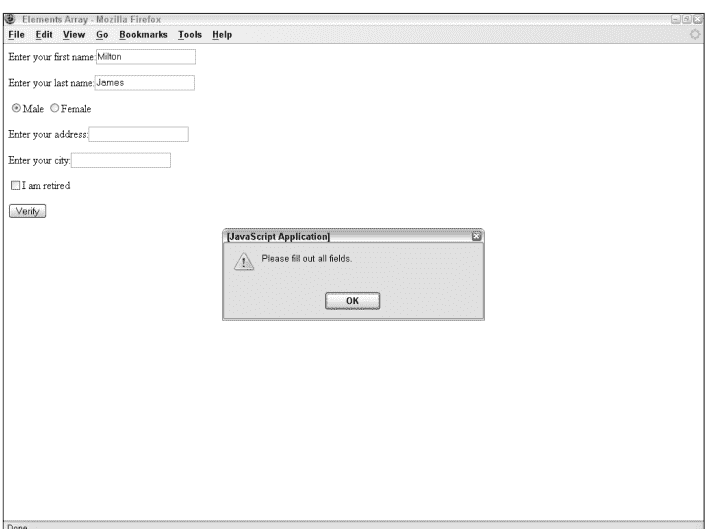 Elements Array - Mozilla Firefox
File Edit View Go Bookmarks Tools Help
Enter your first name: Milton
Enter your last name: James
Male Female
Enter your address:
Enter your city:
I am retired
Verify
[JavaScript Application]
Please fill out all fields.
OK
Done